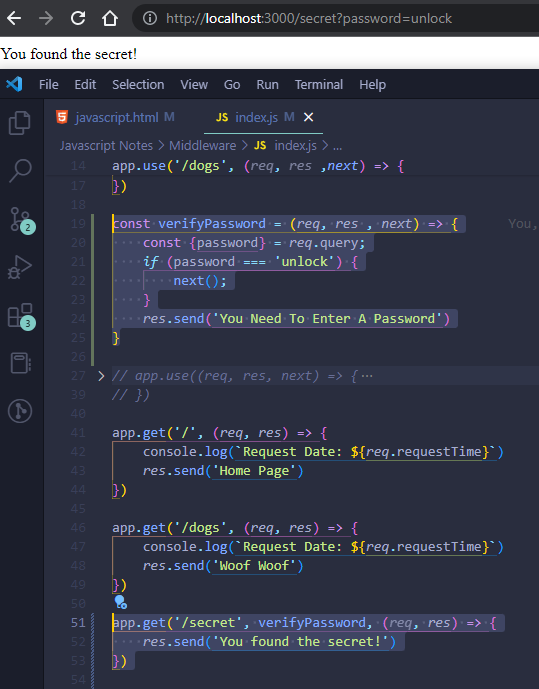 http://localhost:3000/secret?password=unlock
You found the secret!
File Edit Selection View Go Run Terminal Help
javascript.html M JS index.js M
Javascript Notes > Middleware > JS index.js > ...
14 app.use('/dogs', (req, res ,next) => {
17 })
18
19 const verifyPassword = (req, res , next) => { You,
20 const {password} = req.query;
21 if (password === 'unlock') {
22 next();
23 }
24 res.send('You Need To Enter A Password')
25 }
26
27 // app.use((req, res, next) => {⋯
39 // })
40
41 app.get('/', (req, res) => {
42 console.log(`Request Date: ${req.requestTime}`)
43 res.send('Home Page')
44 })
45
46 app.get('/dogs', (req, res) => {
47 console.log(`Request Date: ${req.requestTime}`)
48 res.send('Woof Woof')
49 })
50
51 app.get('/secret', verifyPassword, (req, res) => {
52 res.send('You found the secret!')
53 })
54
2
3